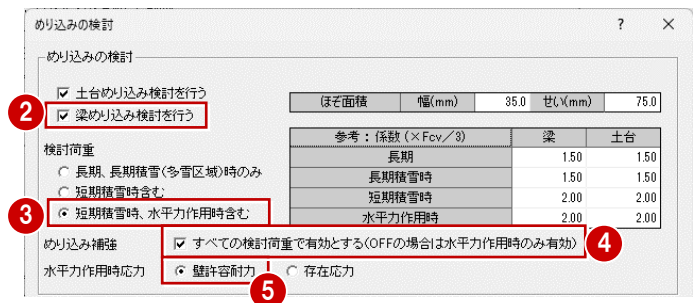 めり込みの検討 ? ×
めり込みの検討
土台めり込み検討を行う
2 梁めり込み検討を行う
ほぞ面積 幅(mm) 35.0 せい(mm) 75.0
参考：係数(×Fcv／3) 梁 土台
長期 1.50 1.50
長期積雪時 1.50 1.50
短期積雪時 2.00 2.00
水平力作用時 2.00 2.00
検討荷重
長期、長期積雪(多雪区域)時のみ
短期積雪時含む
3 短期積雪時、水平力作用時含む
めり込み補強 すべての検討荷重で有効とする(OFFの場合は水平力作用時のみ有効) 4
水平力作用時応力 壁許容耐力 存在応力
5